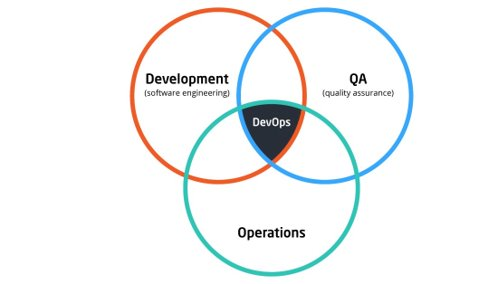 Development
(software engineering)
QA
(quality assurance)
DevOps
Operations